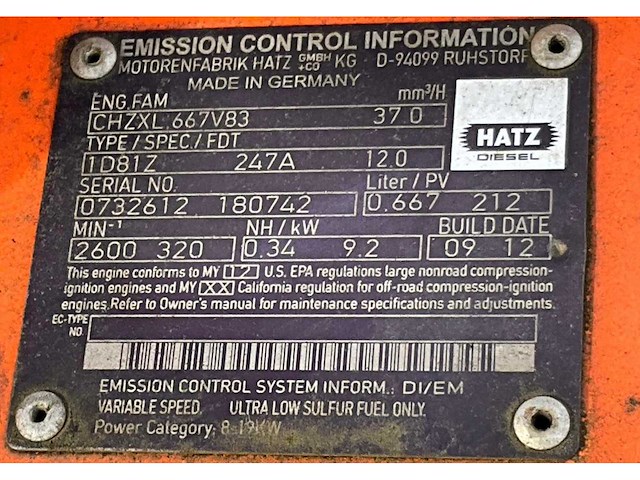 EMISSION CONTROL INFORMATION
MOTORENFABRIK HATZ GMBH +CO KG D-94099 RUHSTORF
MADE IN GERMANY
ENG.FAM mm³/H
CHZXL 667V83 37 0
HATZ
DIESEL
TYPE / SPEC / FDT
1D81Z 247A 12.0
SERIAL NO. Liter / PV
0732612 180742 0.667 212
MIN-¹ NH / kW BUILD DATE
2600 320 0.34 9.2 09 12
This engine conforms to MY 12 U.S. EPA regulations large nonroad compression-
ignition engines and MY XX California regulation for off-road compression-ignition
engines. Refer to Owner's manual for maintenance specifications and adjustments.
EC-TYPE
NO.
EMISSION CONTROL SYSTEM INFORM.: DI/EM
VARIABLE SPEED ULTRA LOW SULFUR FUEL ONLY.
Power Category: 8-19KW